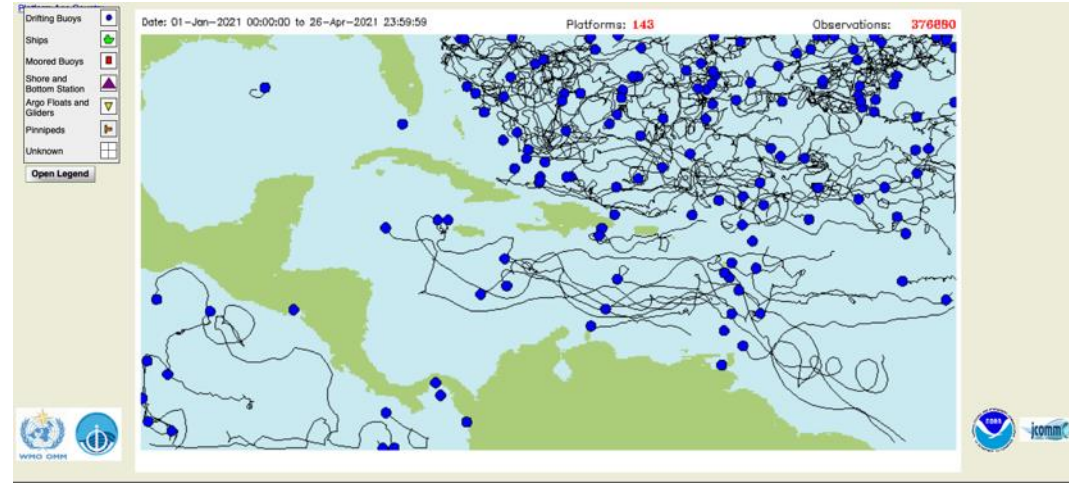 Drifting Buoys
Date: 01-Jan-2021 00:00:00 to 26-Apr-2021 23:59:59
Platforms: 143
Observations:
Ships
Moored Buoys
Shore and
Bottom Station
Argo Floats and
Gliders
Pinnipeds
Unknown
Open Legend
WMO OMM
jcomm